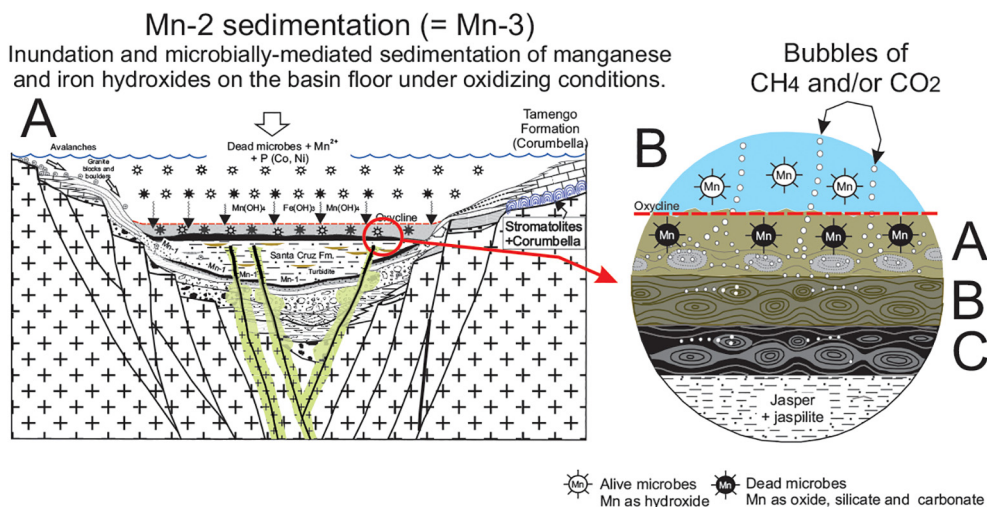 Mn-2 sedimentation (= Mn-3)
Inundation and microbially-mediated sedimentation of manganese
and iron hydroxides on the basin floor under oxidizing conditions.
A
Avalanches
Granite
blocks and
boulders
Dead microbes + Mn2+
+ P (Co, Ni)
Tamengo
Formation
(Corumbella)
Mn(OH)4
Fe(OH)3
Mn(OH)4
Oxycline
Stromatolites
+Corumbella
Santa Cruz Fm.
Turbidite
Mn-1
Mn-1
Mn-1
Mn-1
Bubbles of
CH4 and/or CO2
B
Mn
Mn
Mn
Oxycline
Mn
Mn
Mn
Mn
A
B
C
Jasper
+ jaspilite
Mn
Alive microbes
Mn as hydroxide
Mn
Dead microbes
Mn as oxide, silicate and carbonate